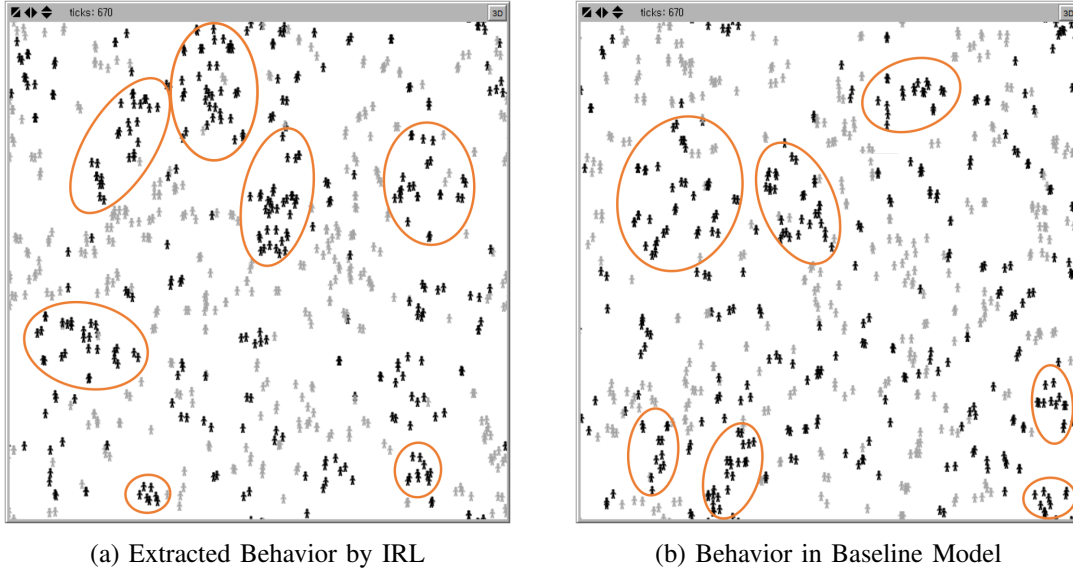 ticks: 670
3D
ticks: 670
3D
(a) Extracted Behavior by IRL
(b) Behavior in Baseline Model